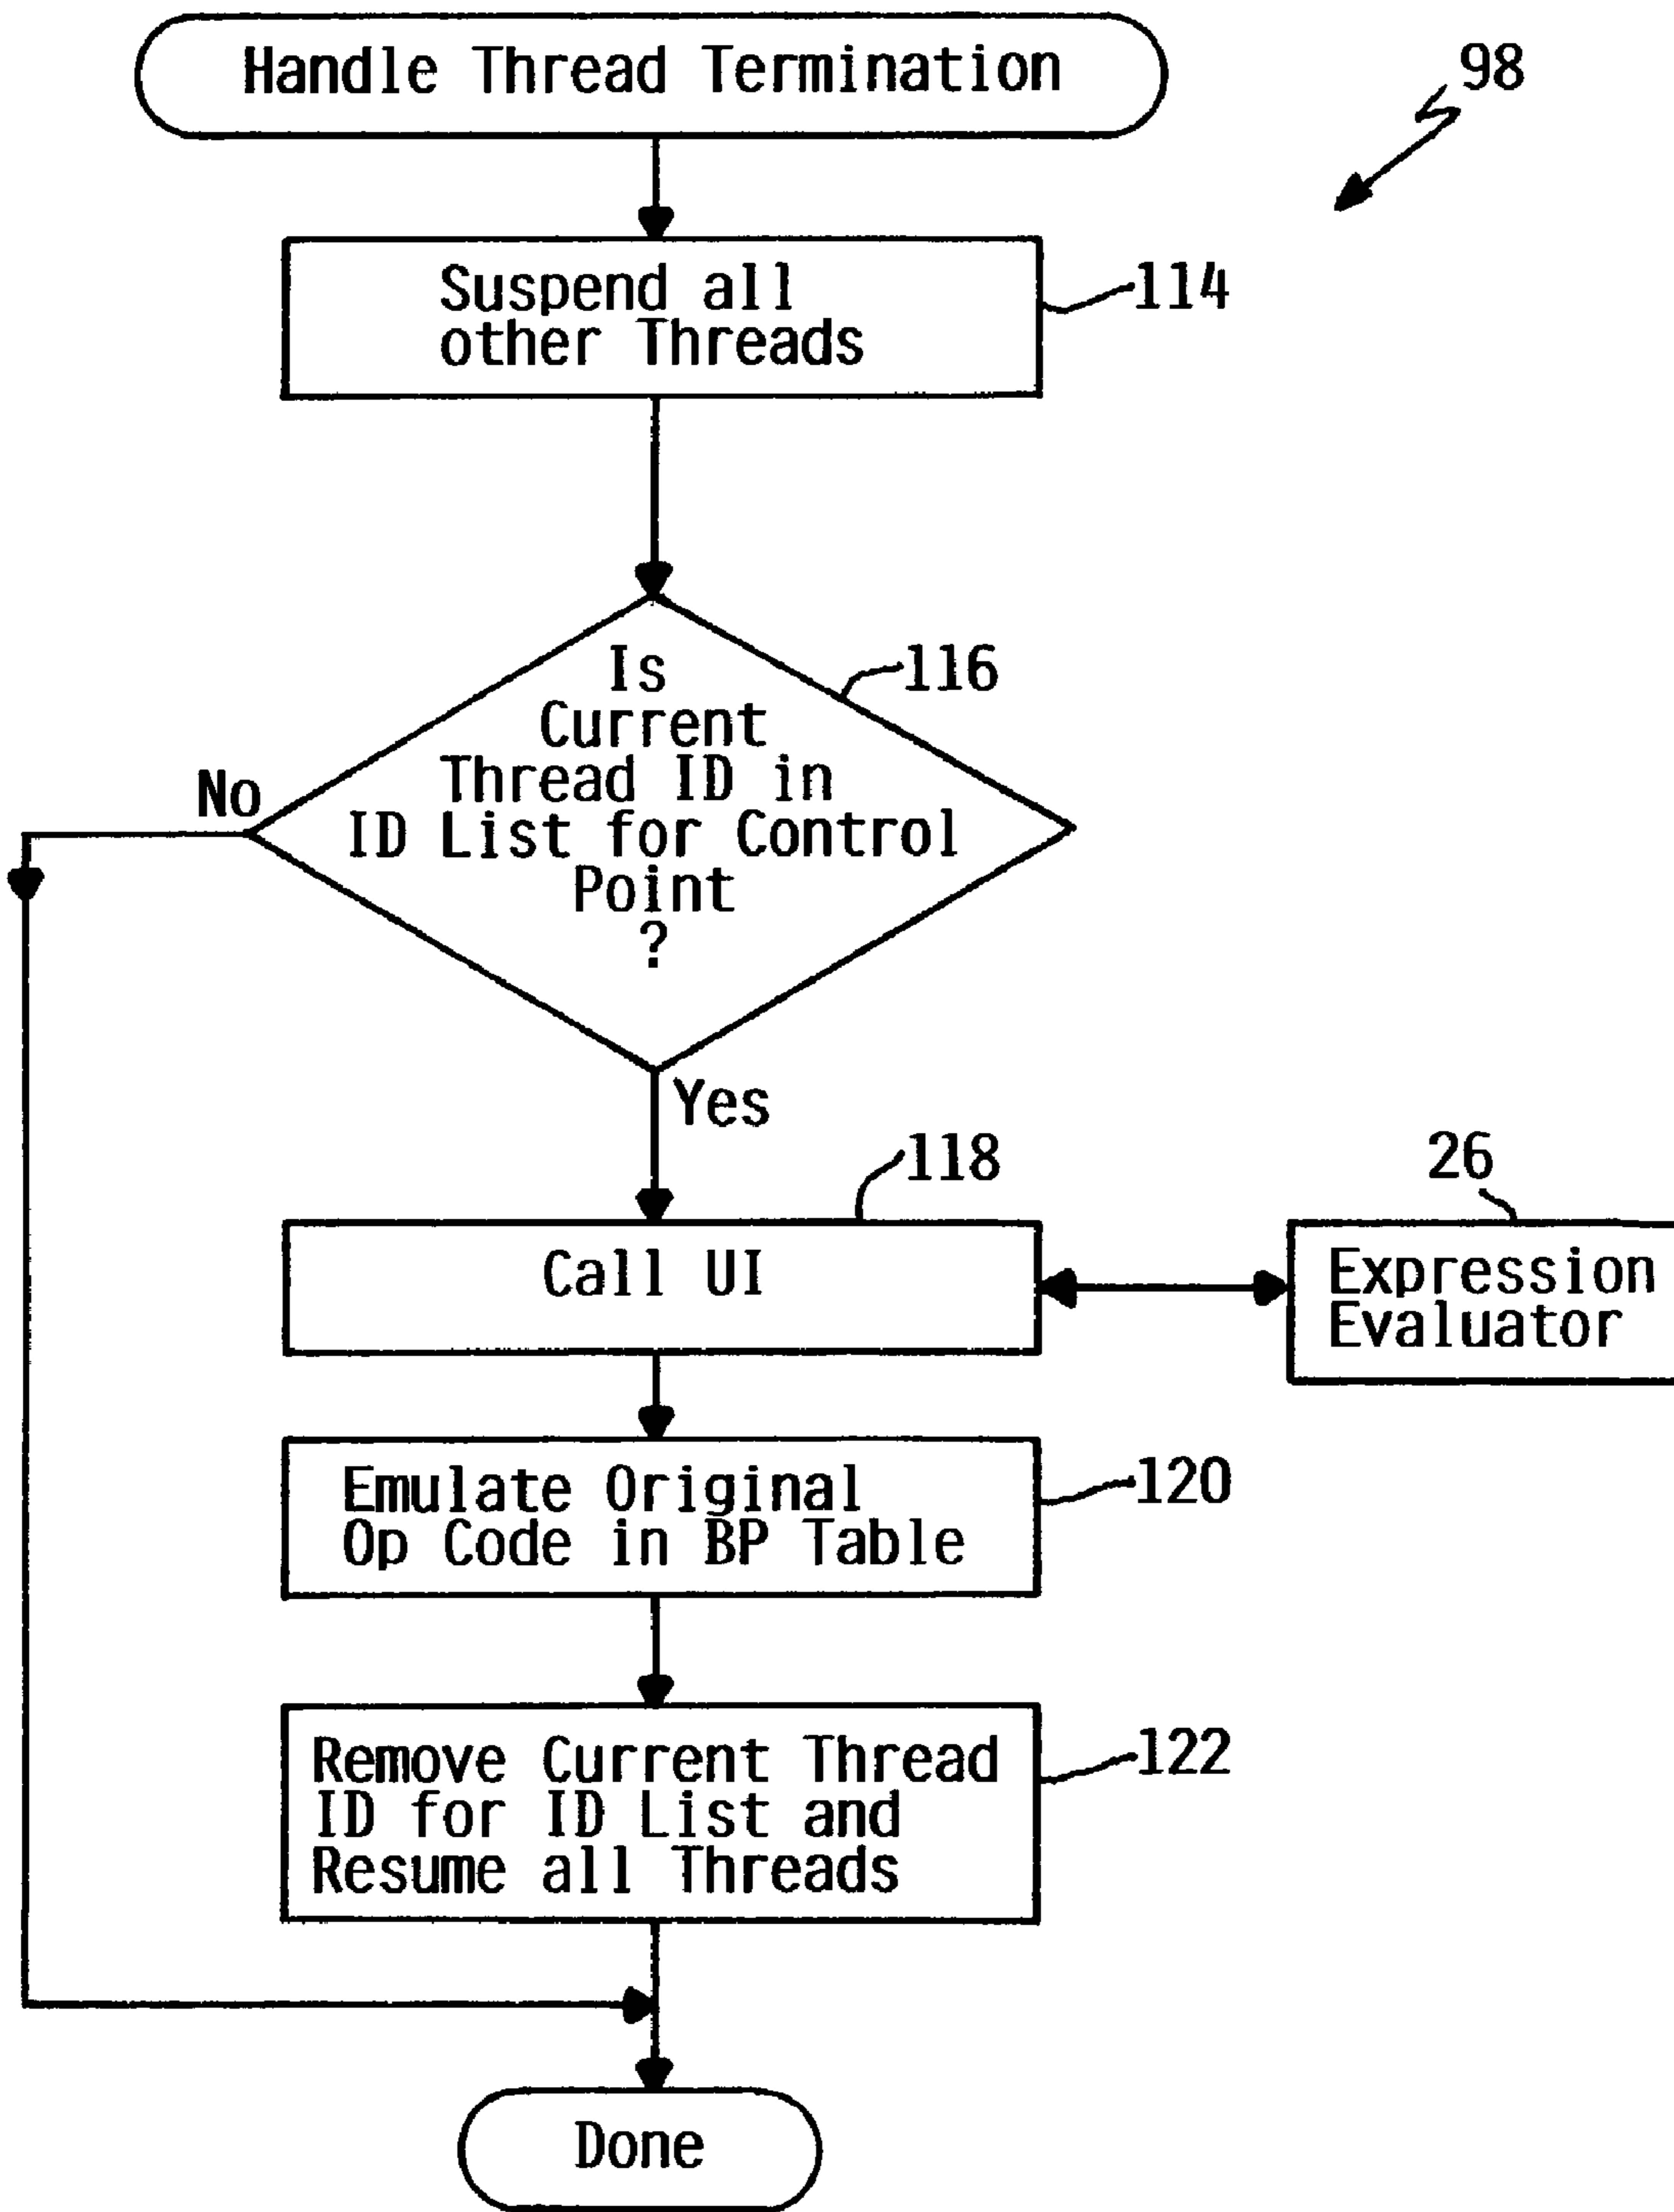 Handle Thread Termination
98
Suspend all
other Threads
114
Is
Current
Thread ID in
ID List for Control
Point
?
116
No
Yes
118
Call UI
26
Expression
Evaluator
Emulate Original
Op Code in BP Table
120
Remove Current Thread
ID for ID List and
Resume all Threads
122
Done